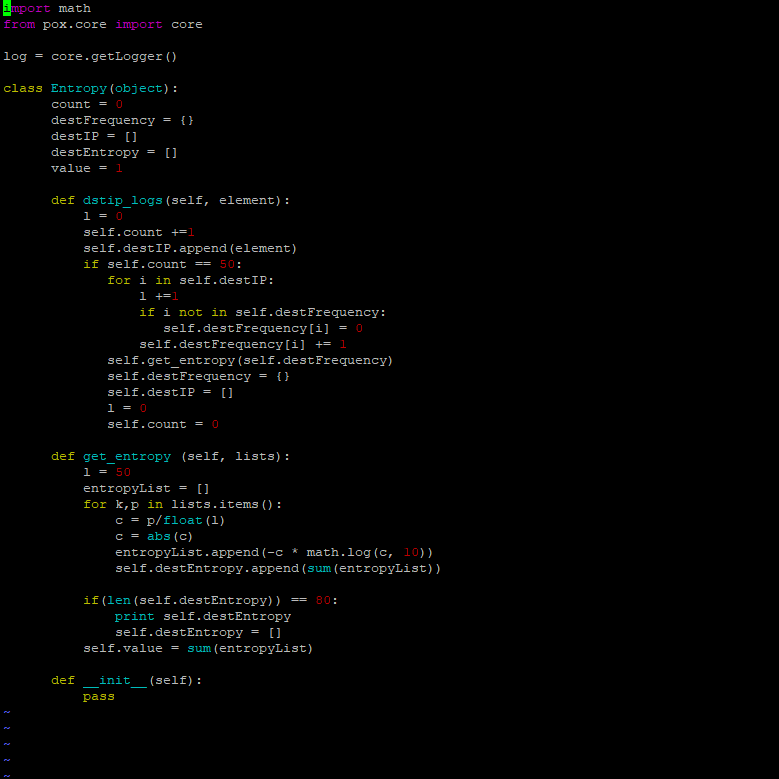 import math
from pox.core import core

log = core.getLogger()

class Entropy(object):
      count = 0
      destFrequency = {}
      destIP = []
      destEntropy = []
      value = 1

      def dstip_logs(self, element):
          l = 0
          self.count +=1
          self.destIP.append(element)
          if self.count == 50:
             for i in self.destIP:
                 l +=1
                 if i not in self.destFrequency:
                    self.destFrequency[i] = 0
                 self.destFrequency[i] += 1
             self.get_entropy(self.destFrequency)
             self.destFrequency = {}
             self.destIP = []
             l = 0
             self.count = 0

      def get_entropy (self, lists):
          l = 50
          entropyList = []
          for k,p in lists.items():
              c = p/float(l)
              c = abs(c)
              entropyList.append(-c * math.log(c, 10))
              self.destEntropy.append(sum(entropyList))

          if(len(self.destEntropy)) == 80:
              print self.destEntropy
              self.destEntropy = []
          self.value = sum(entropyList)

      def __init__(self):
          pass
~
~
~
~
~